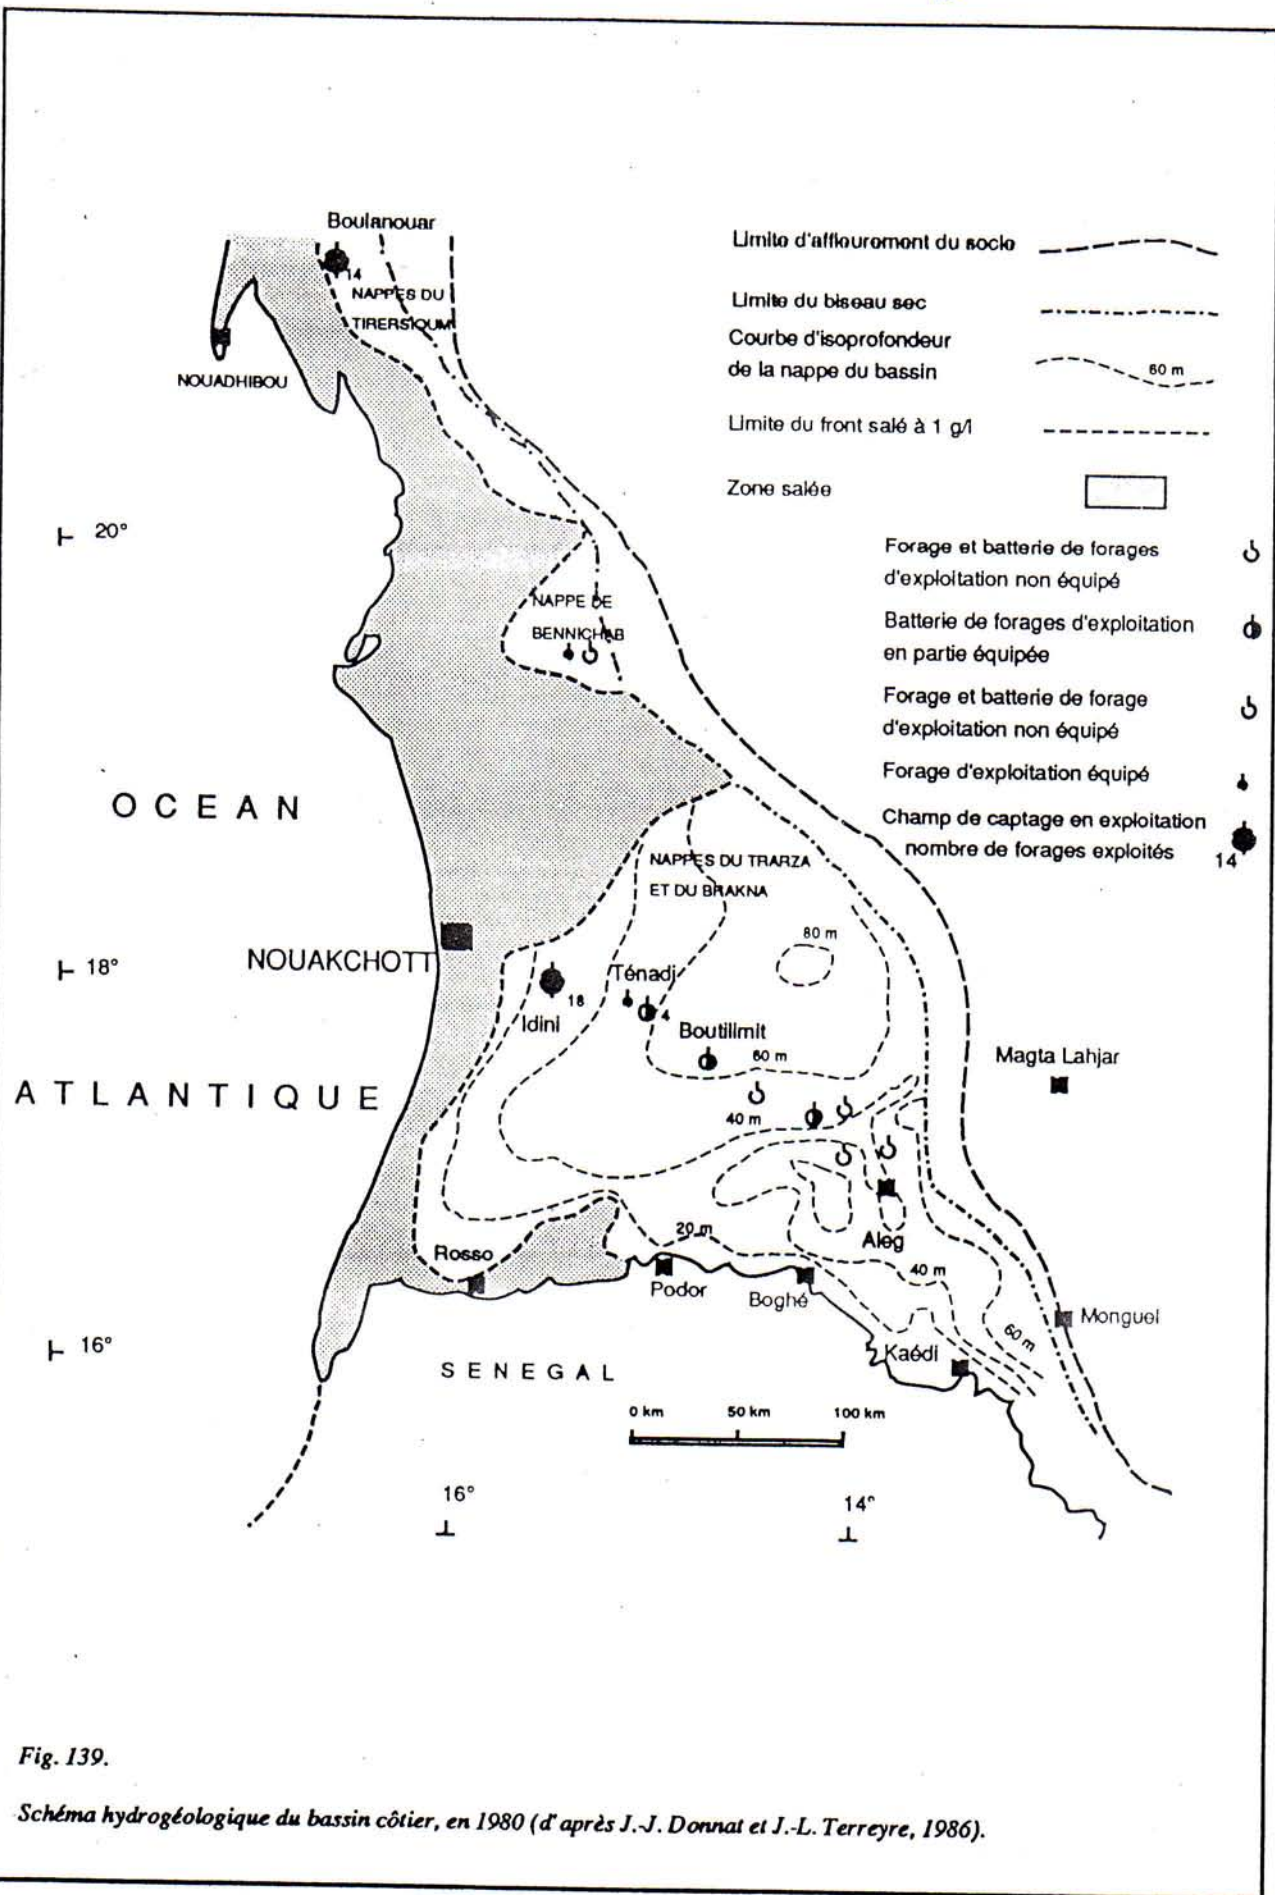 Boulanouar
14
NAPPES DU
TIRERSIOUM
NOUADHIBOU
Limite d'affleurement du socle
Limite du biseau sec
Courbe d'isoprofondeur
de la nappe du bassin
60 m
Limite du front salé à 1 g/l
Zone salée
Forage et batterie de forages
d'exploitation non équipé
Batterie de forages d'exploitation
en partie équipée
Forage et batterie de forage
d'exploitation non équipé
Forage d'exploitation équipé
Champ de captage en exploitation
nombre de forages exploités
14
20°
NAPPE DE
BENNICHAB
OCEAN
NAPPES DU TRARZA
ET DU BRAKNA
80 m
NOUAKCHOTT
18°
Ténadj
18
Idini
4
Boutilimit
60 m
Magta Lahjar
ATLANTIQUE
40 m
20 m
Aleg
Rosso
40 m
Podor
Boghé
Monguel
60 m
16°
Kaédi
SENEGAL
0 km
50 km
100 km
16°
14°
Fig. 139.
Schéma hydrogéologique du bassin côtier, en 1980 (d'après J.-J. Donnat et J.-L. Terreyre, 1986).